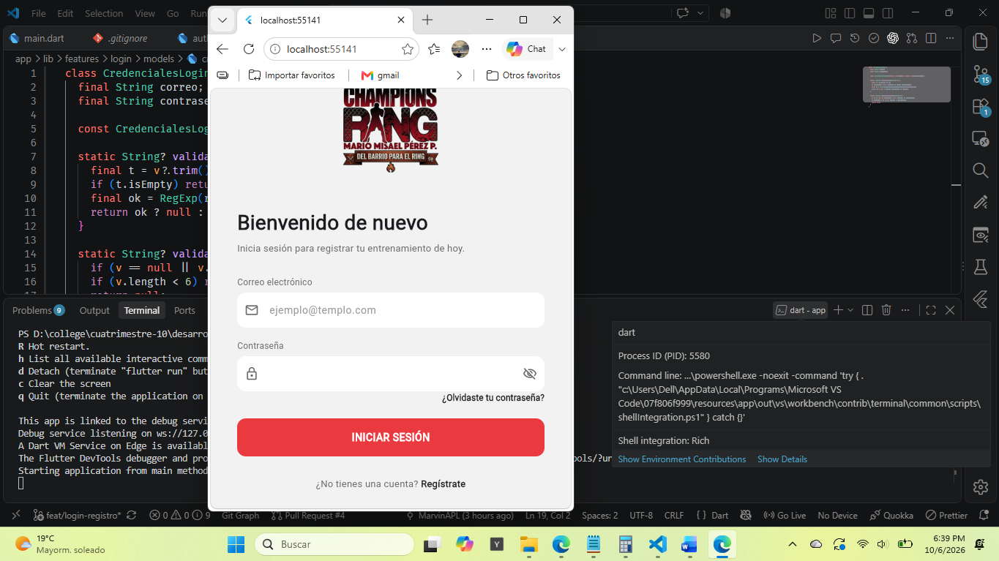 File Edit Selection View Go Run
localhost:55141
localhost:55141
Chat
Importar favoritos gmail Otros favoritos
main.dart .gitignore
app > lib > features > login > models >
1 class CredencialesLogin
2 final String correo;
3 final String contrase
4
5 const CredencialesLog
6
7 static String? valida
8 final t = v?.trim()
9 if (t.isEmpty) retu
10 final ok = RegExp(r
11 return ok ? null :
12 }
13
14 static String? valida
15 if (v == null || v.
16 if (v.length < 6) r
17
CHAMPIONS
RING
MARIO MISAEL PÉREZ P.
DEL BARRIO PARA EL RING
Bienvenido de nuevo
Inicia sesión para registrar tu entrenamiento de hoy.
Correo electrónico
ejemplo@templo.com
Contraseña
¿Olvidaste tu contraseña?
INICIAR SESIÓN
¿No tienes una cuenta? Regístrate
15
1
Problems 9 Output Terminal Ports
dart - app
PS D:\college\cuatrimestre-10\desarro
R Hot restart.
h List all available interactive comm
d Detach (terminate "flutter run" but
c Clear the screen
q Quit (terminate the application on
This app is linked to the debug servi
Debug service listening on ws://127.0
A Dart VM Service on Edge is availabl
The Flutter DevTools debugger and pro
ools/?ur
Starting application from main method
dart
Process ID (PID): 5580
Command line: ...\powershell.exe -noexit -command 'try { .
"c:\Users\Dell\AppData\Local\Programs\Microsoft VS
Code\07f806f999\resources\app\out\vs\workbench\contrib\terminal\common\scripts\
shellIntegration.ps1" } catch {}'
Shell integration: Rich
Show Environment Contributions Show Details
feat/login-registro* 0 0 9 Git Graph Pull Request #4 MarvinAPL (3 hours ago) Ln 19, Col 2 Spaces: 2 UTF-8 CRLF { } Dart Go Live No Device Quokka Prettier
19°C
Mayorm. soleado
Buscar
Y
6:39 PM
10/6/2026